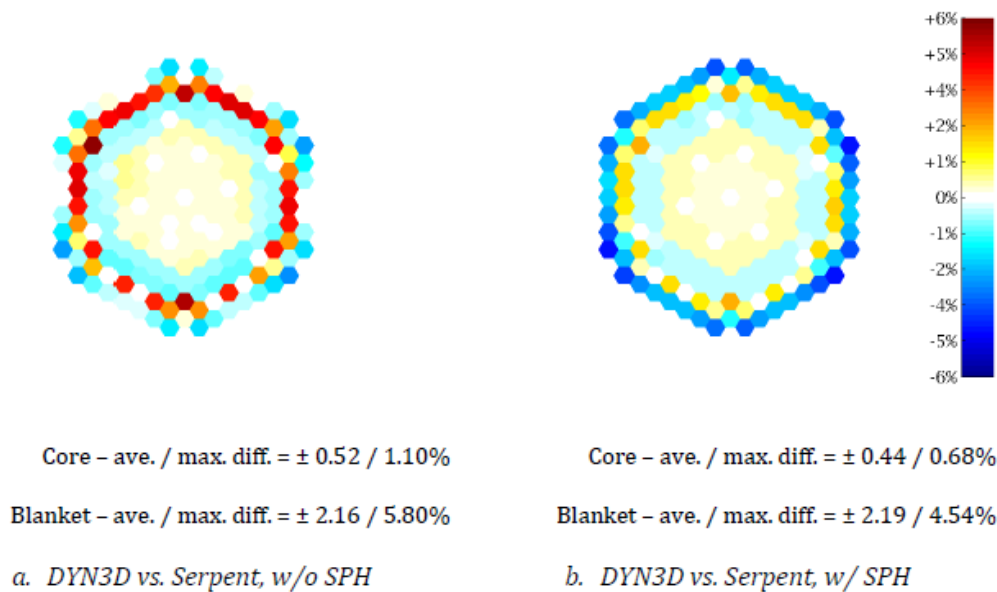 +6%
+5%
+4%
+2%
+1%
0%
-1%
-2%
-4%
-5%
-6%
Core – ave. / max. diff. = ± 0.52 / 1.10%
Blanket – ave. / max. diff. = ± 2.16 / 5.80%
a. DYN3D vs. Serpent, w/o SPH
Core – ave. / max. diff. = ± 0.44 / 0.68%
Blanket – ave. / max. diff. = ± 2.19 / 4.54%
b. DYN3D vs. Serpent, w/ SPH